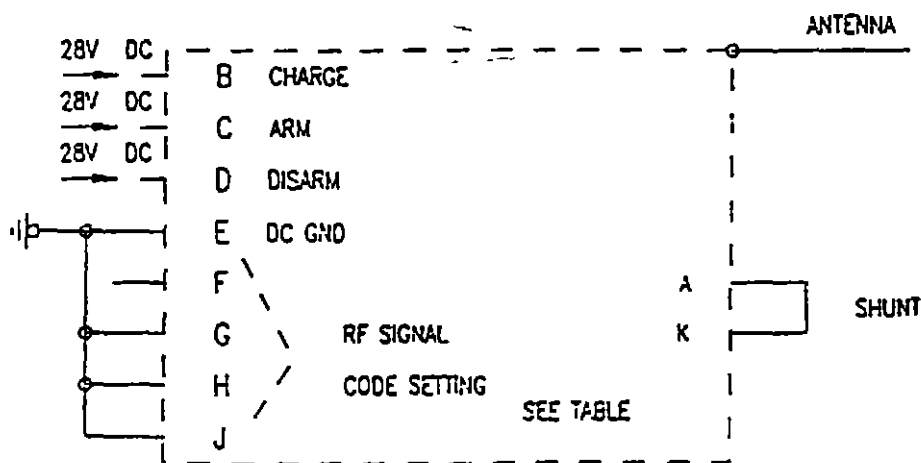 ANTENNA
28V DC
B CHARGE
28V DC
C ARM
28V DC
D DISARM
E DC GND
F A
SHUNT
G RF SIGNAL K
H CODE SETTING
SEE TABLE
J